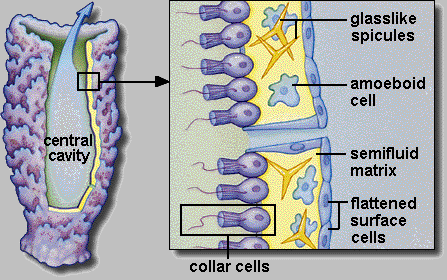 central
cavity
glasslike
spicules
amoeboid
cell
semifluid
matrix
flattened
surface
cells
collar cells